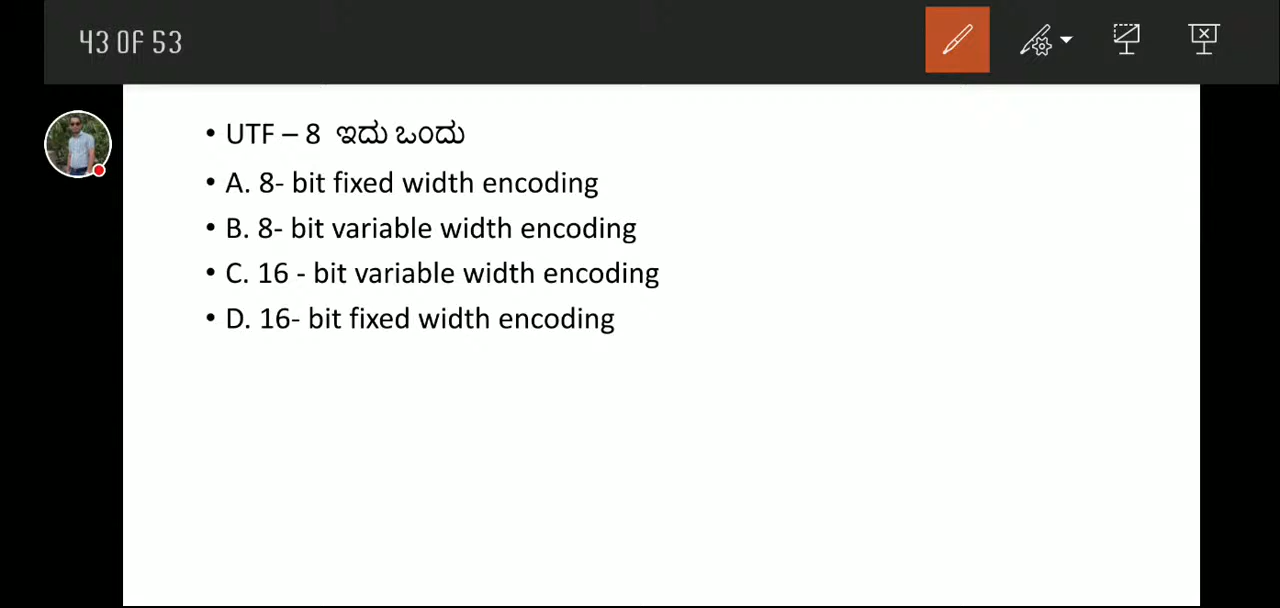 43 OF 53
• UTF – 8 ಇದು ಒಂದು
• A. 8- bit fixed width encoding
• B. 8- bit variable width encoding
• C. 16 - bit variable width encoding
• D. 16- bit fixed width encoding